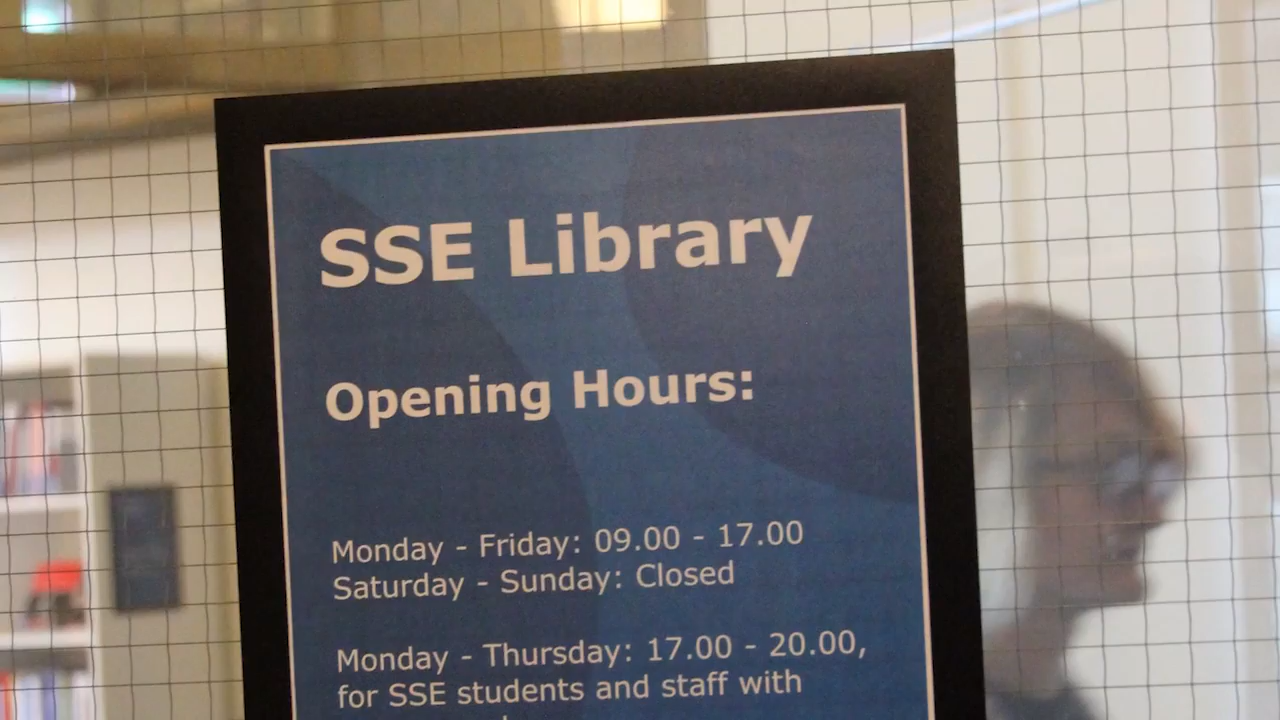 SSE Library
Opening Hours:
Monday - Friday: 09.00 - 17.00
Saturday - Sunday: Closed
Monday - Thursday: 17.00 - 20.00,
for SSE students and staff with